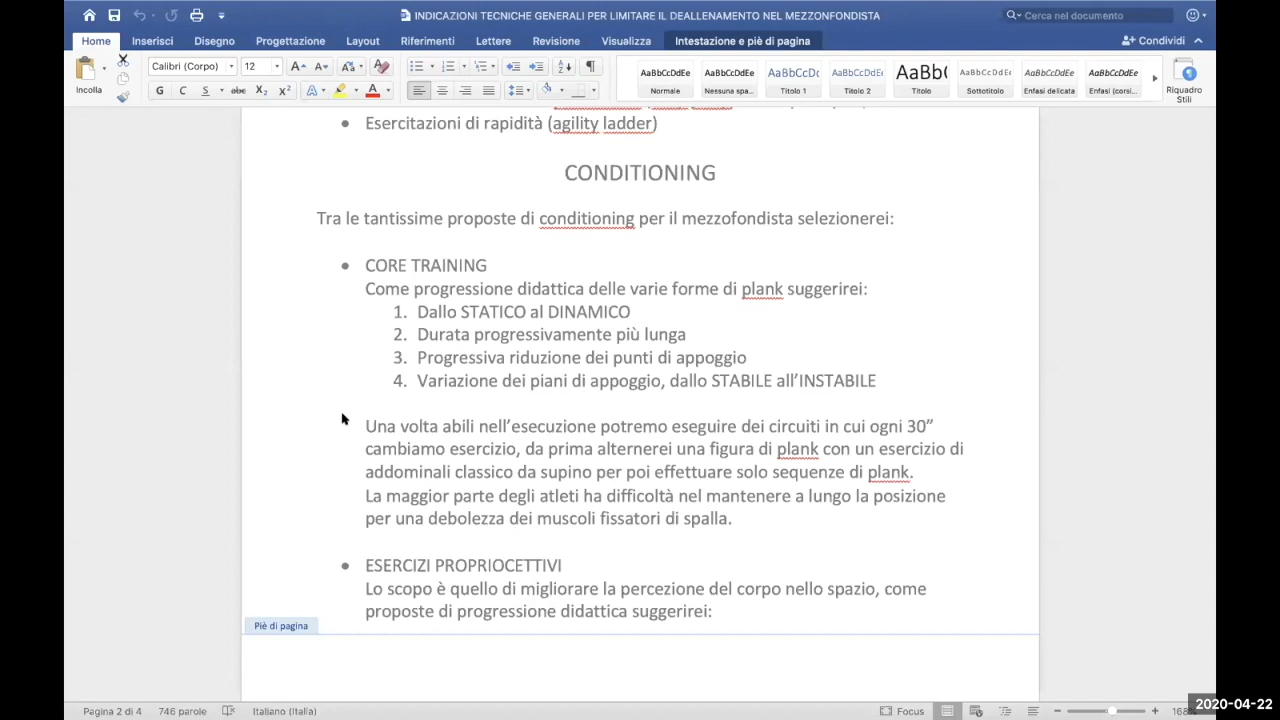 INDICAZIONI TECNICHE GENERALI PER LIMITARE IL DEALLENAMENTO NEL MEZZONFONDISTA
Cerca nel documento
Home Inserisci Disegno Progettazione Layout Riferimenti Lettere Revisione Visualizza Intestazione e piè di pagina Condividi
Incolla
Calibri (Corpo) 12
G C S abc X₂ X²
AaBbCcDdEe AaBbCcDdEe AaBbCcDc AaBbCcDdEe AaBbC AaBbCcDdEe AaBbCcDdEe AaBbCcDdEe
Normale Nessuna spa... Titolo 1 Titolo 2 Titolo Sottotitolo Enfasi delicata Enfasi (corsi...
Riquadro
Stili
• Esercitazioni di rapidità (agility ladder)
CONDITIONING
Tra le tantissime proposte di conditioning per il mezzofondista selezionerei:
• CORE TRAINING
Come progressione didattica delle varie forme di plank suggerirei:
1. Dallo STATICO al DINAMICO
2. Durata progressivamente più lunga
3. Progressiva riduzione dei punti di appoggio
4. Variazione dei piani di appoggio, dallo STABILE all’INSTABILE
Una volta abili nell’esecuzione potremo eseguire dei circuiti in cui ogni 30”
cambiamo esercizio, da prima alternerei una figura di plank con un esercizio di
addominali classico da supino per poi effettuare solo sequenze di plank.
La maggior parte degli atleti ha difficoltà nel mantenere a lungo la posizione
per una debolezza dei muscoli fissatori di spalla.
• ESERCIZI PROPRIOCETTIVI
Lo scopo è quello di migliorare la percezione del corpo nello spazio, come
proposte di progressione didattica suggerirei:
Piè di pagina
Pagina 2 di 4 746 parole Italiano (Italia) Focus
2020-04-22